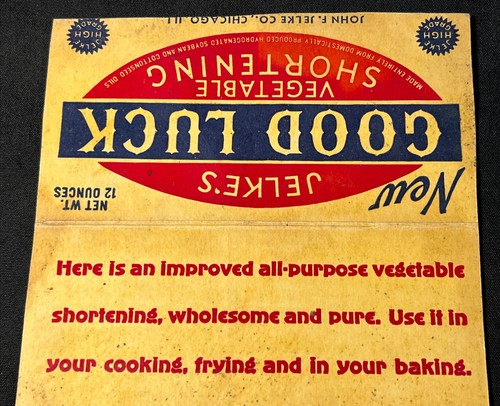 New
JELKE'S
GOOD LUCK
VEGETABLE
SHORTENING
MADE ENTIRELY FROM DOMESTICALLY PRODUCED HYDROGENATED SOYBEAN AND COTTONSEED OILS
NET WT.
12 OUNCES
JELKE
HIGH
GRADE
JELKE
HIGH
GRADE
JOHN F. JELKE CO., CHICAGO, ILL
Here is an improved all-purpose vegetable
shortening, wholesome and pure. Use it in
your cooking, frying and in your baking.